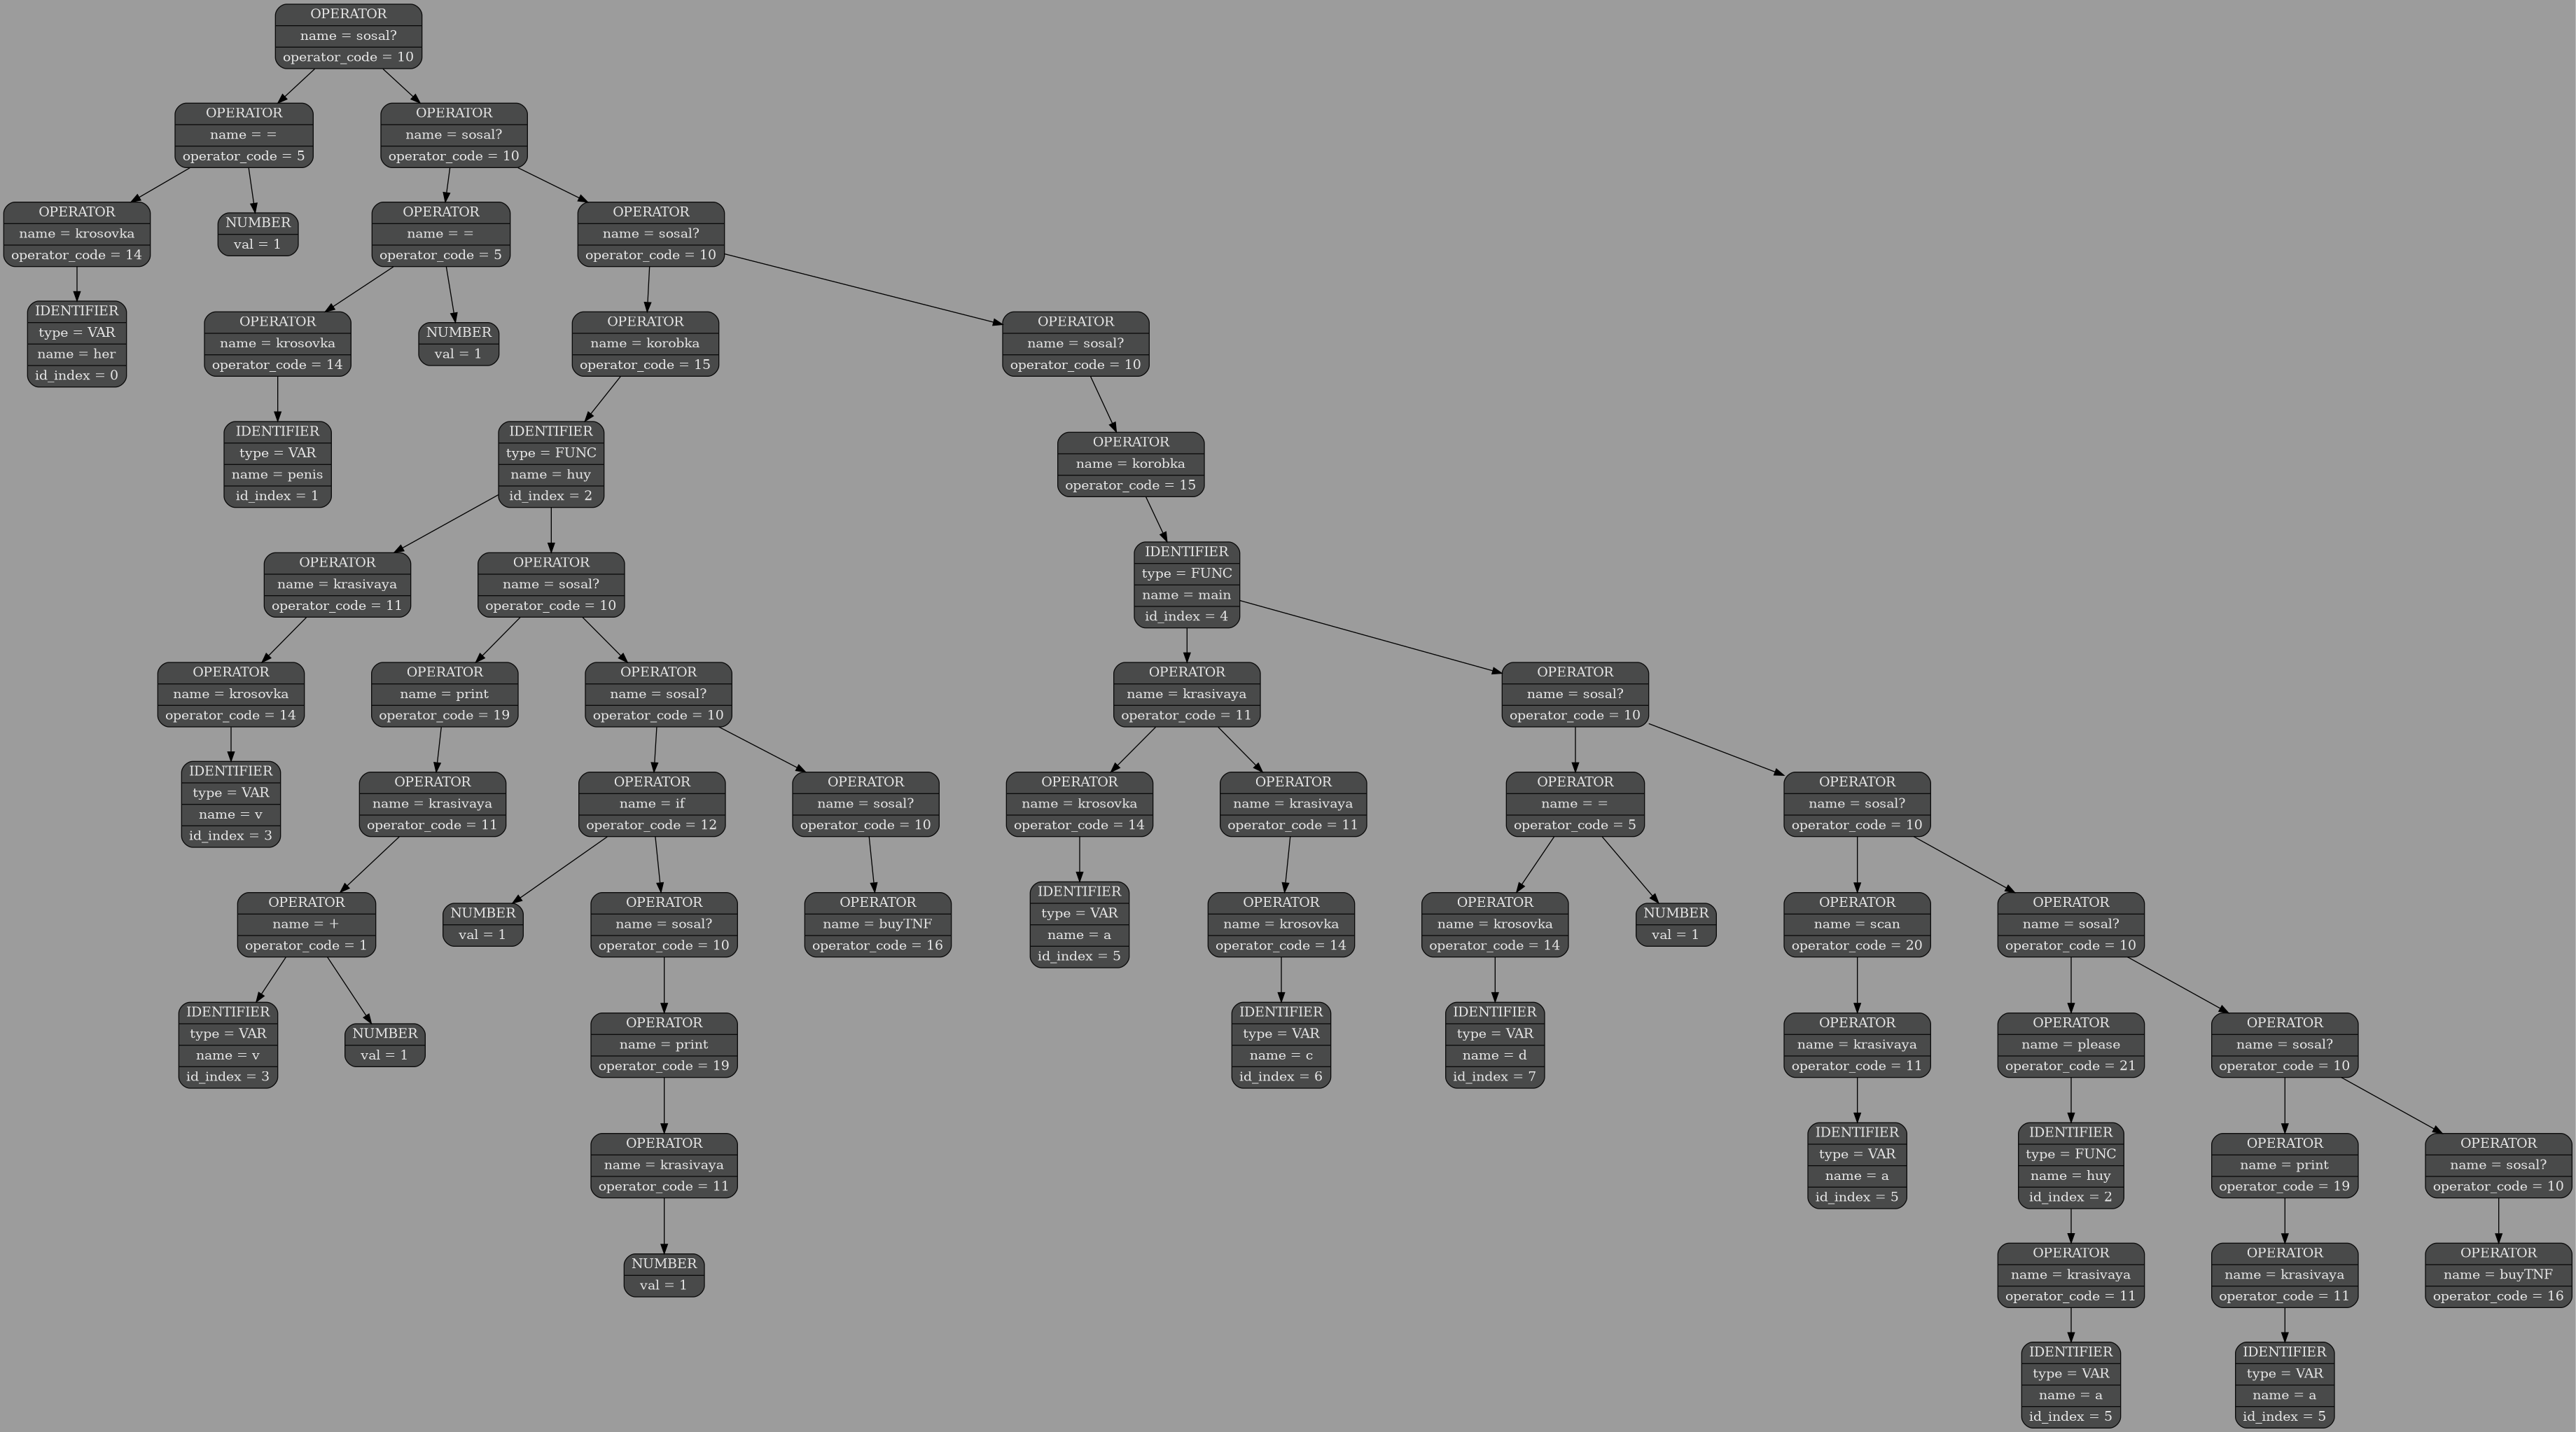 OPERATOR
name = sosal?
operator_code = 10
OPERATOR
name = =
operator_code = 5
OPERATOR
name = sosal?
operator_code = 10
OPERATOR
name = krosovka
operator_code = 14
NUMBER
val = 1
OPERATOR
name = =
operator_code = 5
OPERATOR
name = sosal?
operator_code = 10
IDENTIFIER
type = VAR
name = her
id_index = 0
OPERATOR
name = krosovka
operator_code = 14
NUMBER
val = 1
OPERATOR
name = korobka
operator_code = 15
OPERATOR
name = sosal?
operator_code = 10
IDENTIFIER
type = VAR
name = penis
id_index = 1
IDENTIFIER
type = FUNC
name = huy
id_index = 2
OPERATOR
name = korobka
operator_code = 15
OPERATOR
name = krasivaya
operator_code = 11
OPERATOR
name = sosal?
operator_code = 10
IDENTIFIER
type = FUNC
name = main
id_index = 4
OPERATOR
name = krosovka
operator_code = 14
OPERATOR
name = print
operator_code = 19
OPERATOR
name = sosal?
operator_code = 10
OPERATOR
name = krasivaya
operator_code = 11
OPERATOR
name = sosal?
operator_code = 10
IDENTIFIER
type = VAR
name = v
id_index = 3
OPERATOR
name = krasivaya
operator_code = 11
OPERATOR
name = if
operator_code = 12
OPERATOR
name = sosal?
operator_code = 10
OPERATOR
name = krosovka
operator_code = 14
OPERATOR
name = krasivaya
operator_code = 11
OPERATOR
name = =
operator_code = 5
OPERATOR
name = sosal?
operator_code = 10
OPERATOR
name = +
operator_code = 1
NUMBER
val = 1
OPERATOR
name = sosal?
operator_code = 10
OPERATOR
name = buyTNF
operator_code = 16
IDENTIFIER
type = VAR
name = a
id_index = 5
OPERATOR
name = krosovka
operator_code = 14
OPERATOR
name = krosovka
operator_code = 14
NUMBER
val = 1
OPERATOR
name = scan
operator_code = 20
OPERATOR
name = sosal?
operator_code = 10
IDENTIFIER
type = VAR
name = v
id_index = 3
NUMBER
val = 1
OPERATOR
name = print
operator_code = 19
IDENTIFIER
type = VAR
name = c
id_index = 6
IDENTIFIER
type = VAR
name = d
id_index = 7
OPERATOR
name = krasivaya
operator_code = 11
OPERATOR
name = please
operator_code = 21
OPERATOR
name = sosal?
operator_code = 10
OPERATOR
name = krasivaya
operator_code = 11
IDENTIFIER
type = VAR
name = a
id_index = 5
IDENTIFIER
type = FUNC
name = huy
id_index = 2
OPERATOR
name = print
operator_code = 19
OPERATOR
name = sosal?
operator_code = 10
NUMBER
val = 1
OPERATOR
name = krasivaya
operator_code = 11
OPERATOR
name = krasivaya
operator_code = 11
OPERATOR
name = buyTNF
operator_code = 16
IDENTIFIER
type = VAR
name = a
id_index = 5
IDENTIFIER
type = VAR
name = a
id_index = 5